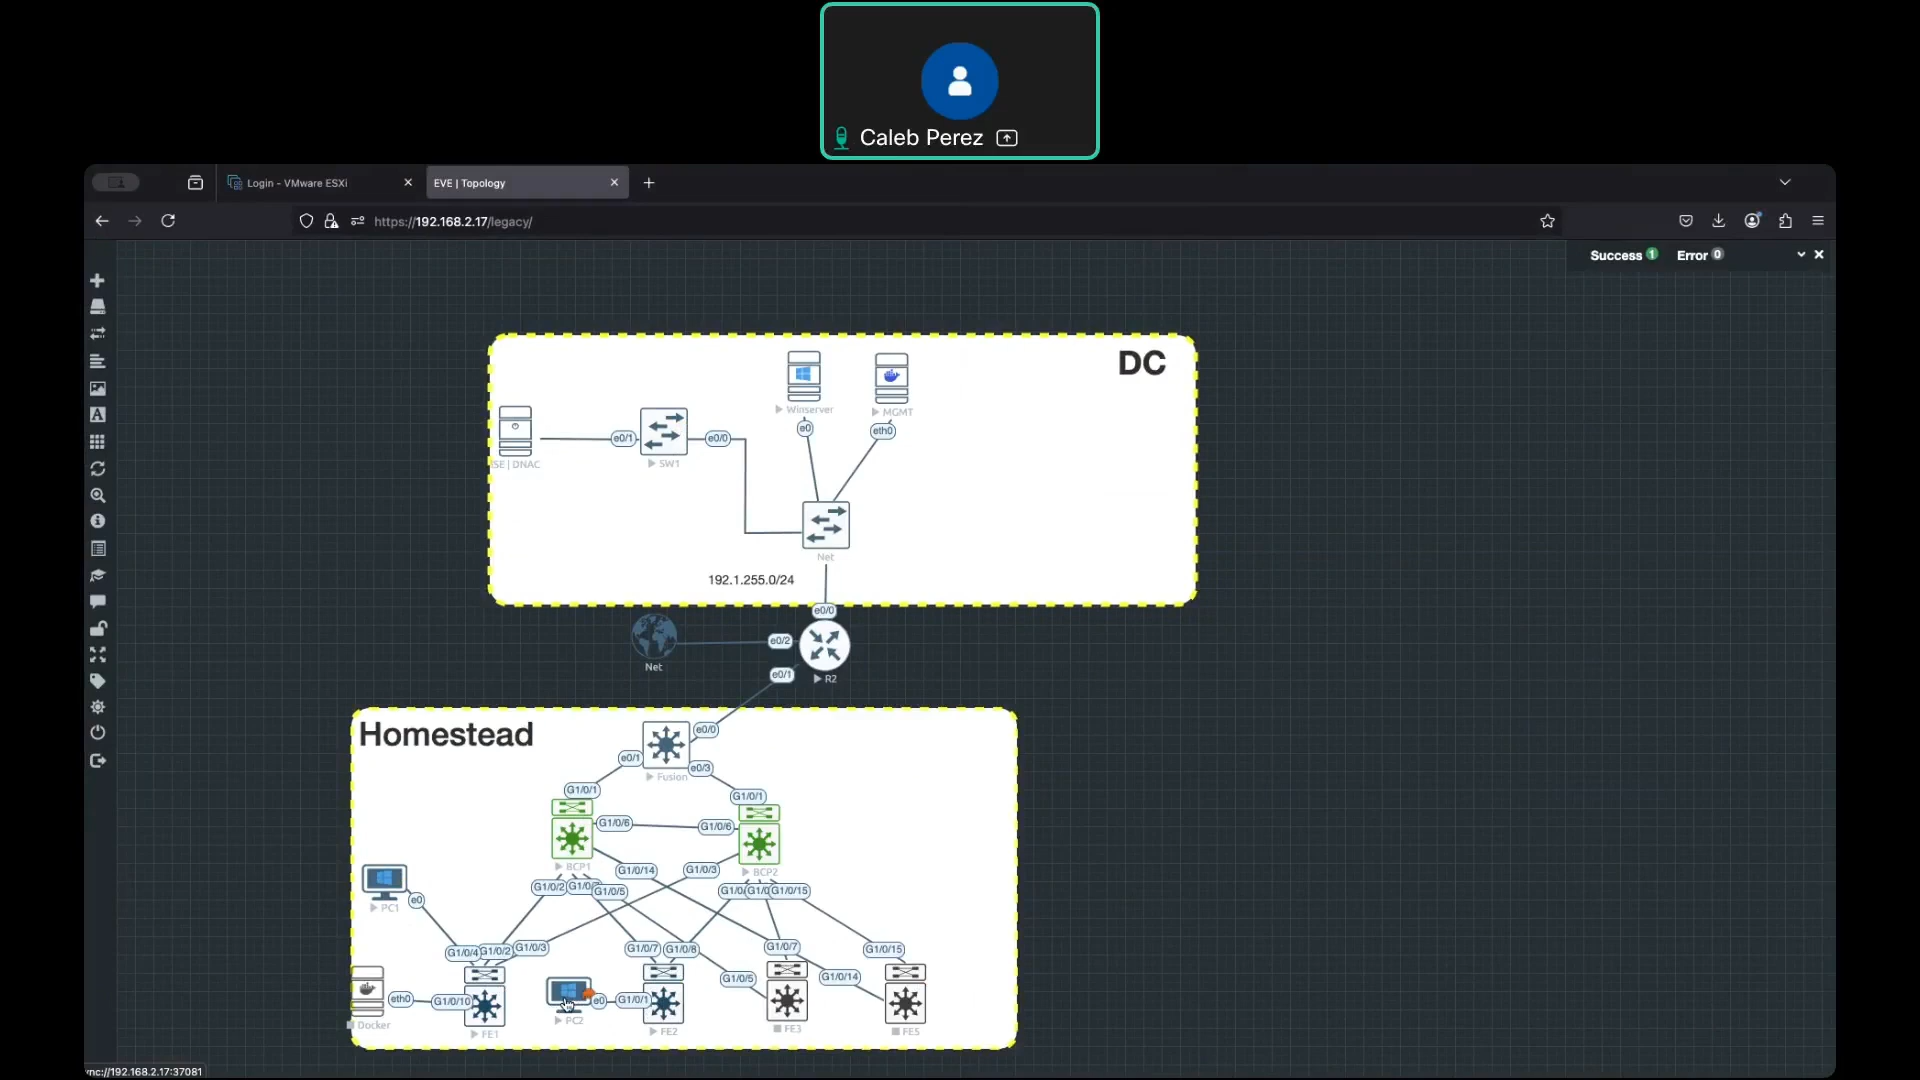 Caleb Perez
Login - VMware ESXi
EVE | Topology
https://192.168.2.17/legacy/
Success 1 Error 0
DC
Winserver
MGMT
e0
eth0
e0/1
e0/0
SE | DNAC
SW1
Net
192.1.255.0/24
e0/0
e0/2
Net
e0/1
R2
Homestead
e0/0
e0/1
e0/3
Fusion
G1/0/1
G1/0/1
G1/0/6
G1/0/6
BCP1
BCP2
G1/0/14
G1/0/3
G1/0/2
G1/0/5
G1/0/15
PC1
e0
G1/0/4
G1/0/2
G1/0/3
G1/0/7
G1/0/8
G1/0/7
G1/0/15
G1/0/5
G1/0/14
eth0
G1/0/10
e0
G1/0/1
Docker
FE1
PC2
FE2
FE3
FE5
vnc://192.168.2.17:37081